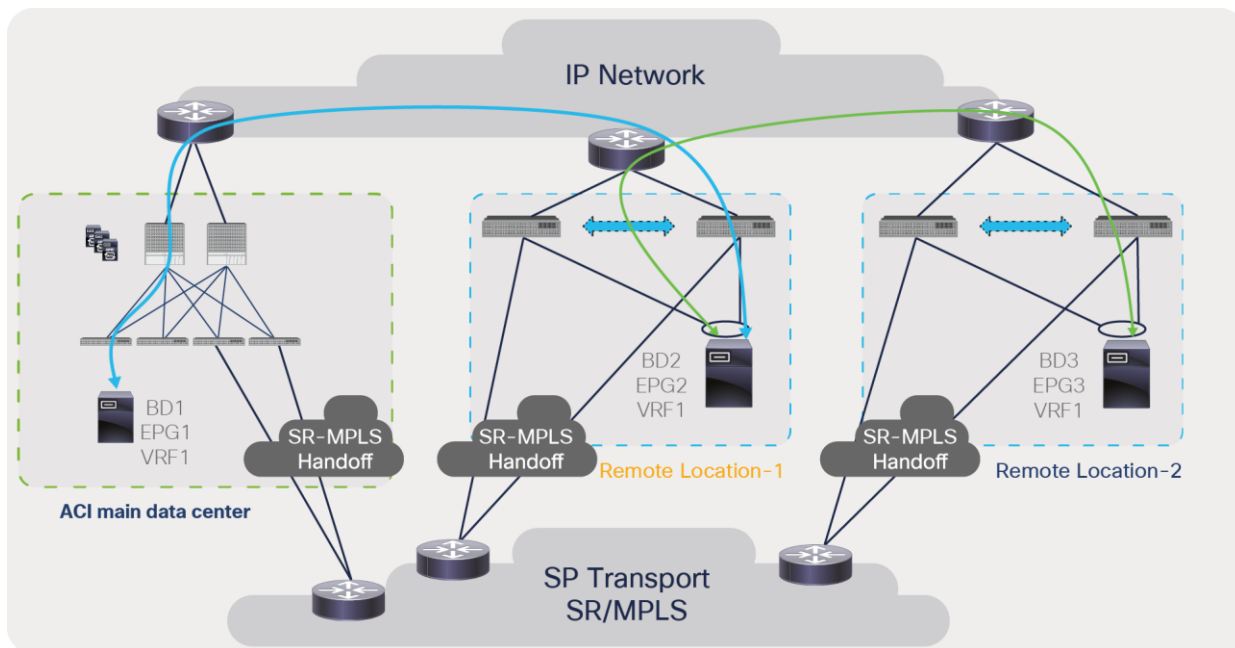 IP Network
BD1
EPG1
VRF1
BD2
EPG2
VRF1
BD3
EPG3
VRF1
SR-MPLS
Handoff
SR-MPLS
Handoff
SR-MPLS
Handoff
ACI main data center
Remote Location-1
Remote Location-2
SP Transport
SR/MPLS